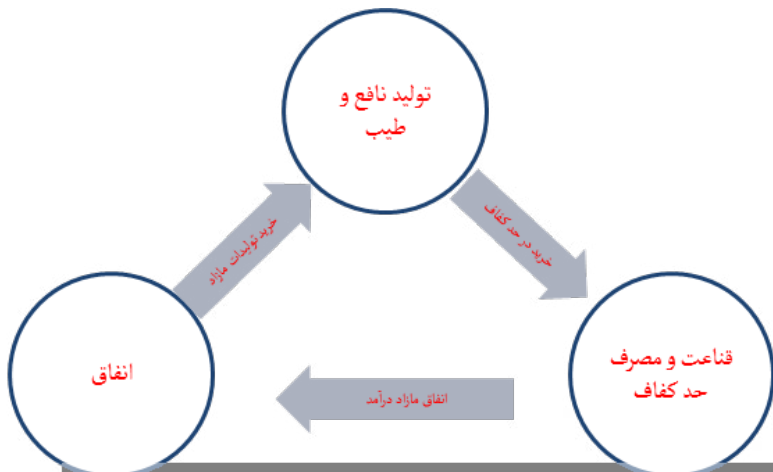 تولید نافع و
طیب
خرید در حد کفاف
قناعت و مصرف
حد کفاف
انفاق مازاد درآمد
انفاق
خرید تولیدات مازاد